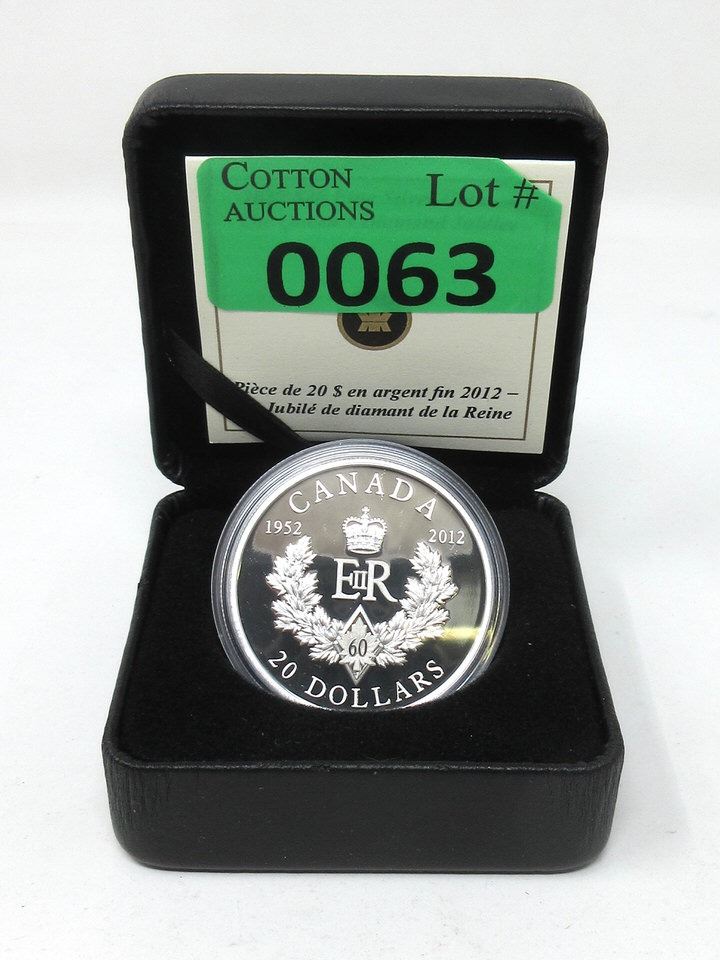 COTTON
AUCTIONS
Lot #
0063
Pièce de 20 $ en argent fin 2012 –
Jubilé de diamant de la Reine
CANADA
1952
2012
EIIR
60
20 DOLLARS